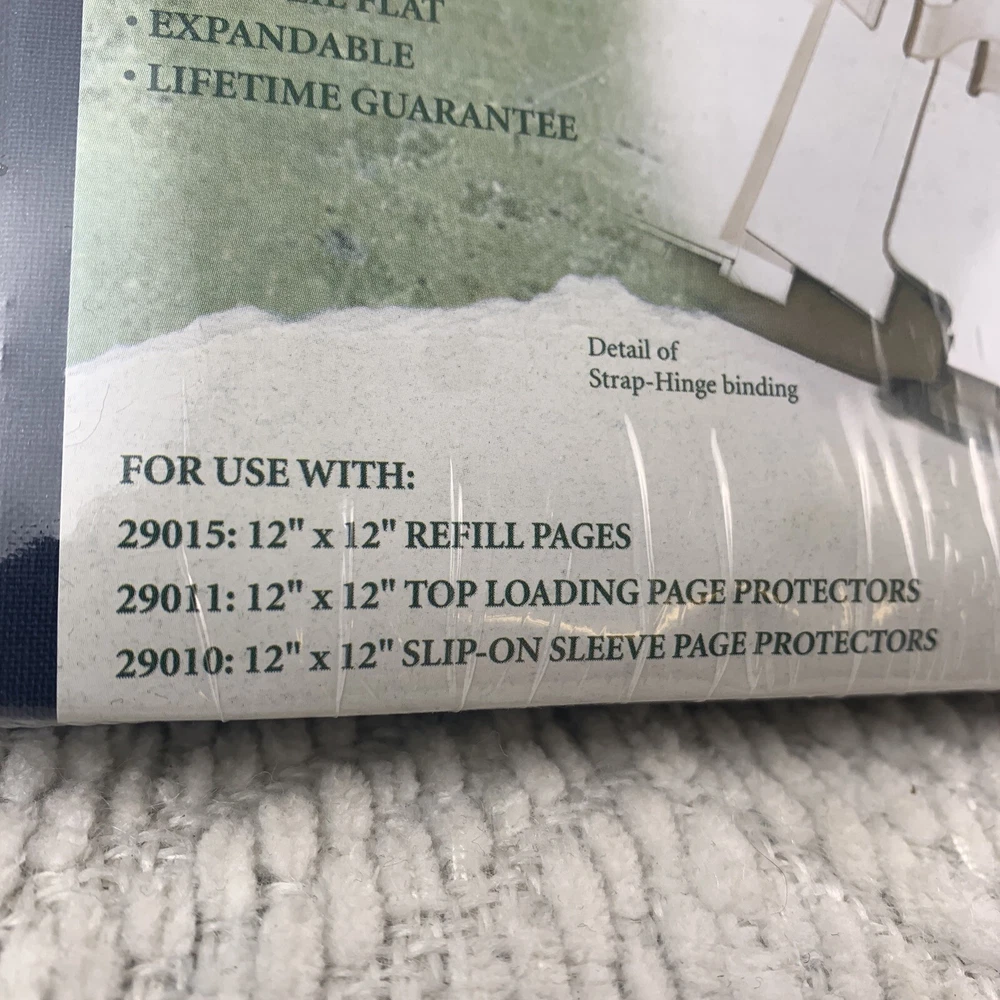 FLAT
• EXPANDABLE
• LIFETIME GUARANTEE
Detail of
Strap-Hinge binding
FOR USE WITH:
29015: 12" x 12" REFILL PAGES
29011: 12" x 12" TOP LOADING PAGE PROTECTORS
29010: 12" x 12" SLIP-ON SLEEVE PAGE PROTECTORS